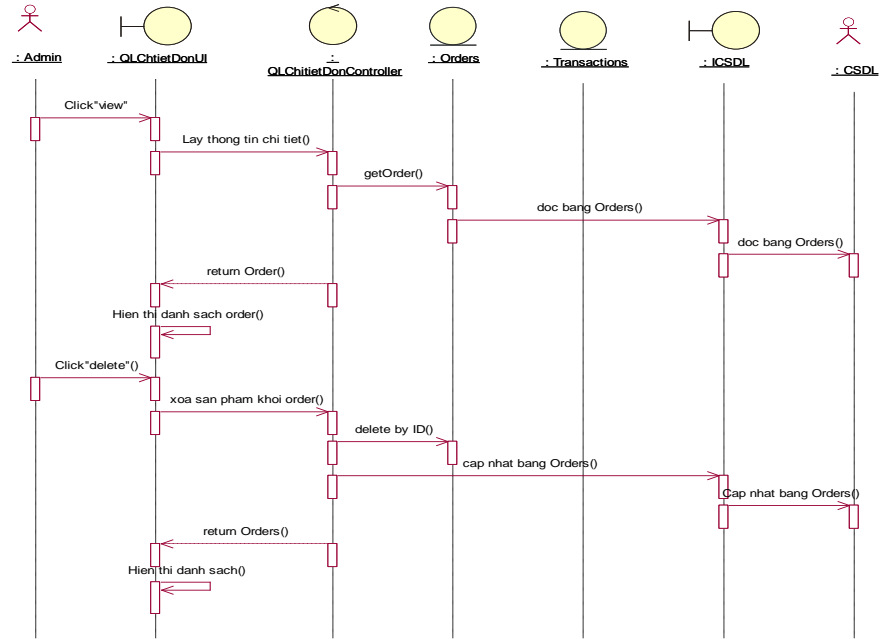 : Admin
: QLChtietDonUI
:
QLChitietDonController
: Orders
: Transactions
: ICSDL
: CSDL
Click"view"
Lay thong tin chi tiet()
getOrder()
doc bang Orders()
doc bang Orders()
return Order()
Hien thi danh sach order()
Click"delete"()
xoa san pham khoi order()
delete by ID()
cap nhat bang Orders()
Cap nhat bang Orders()
return Orders()
Hien thi danh sach()